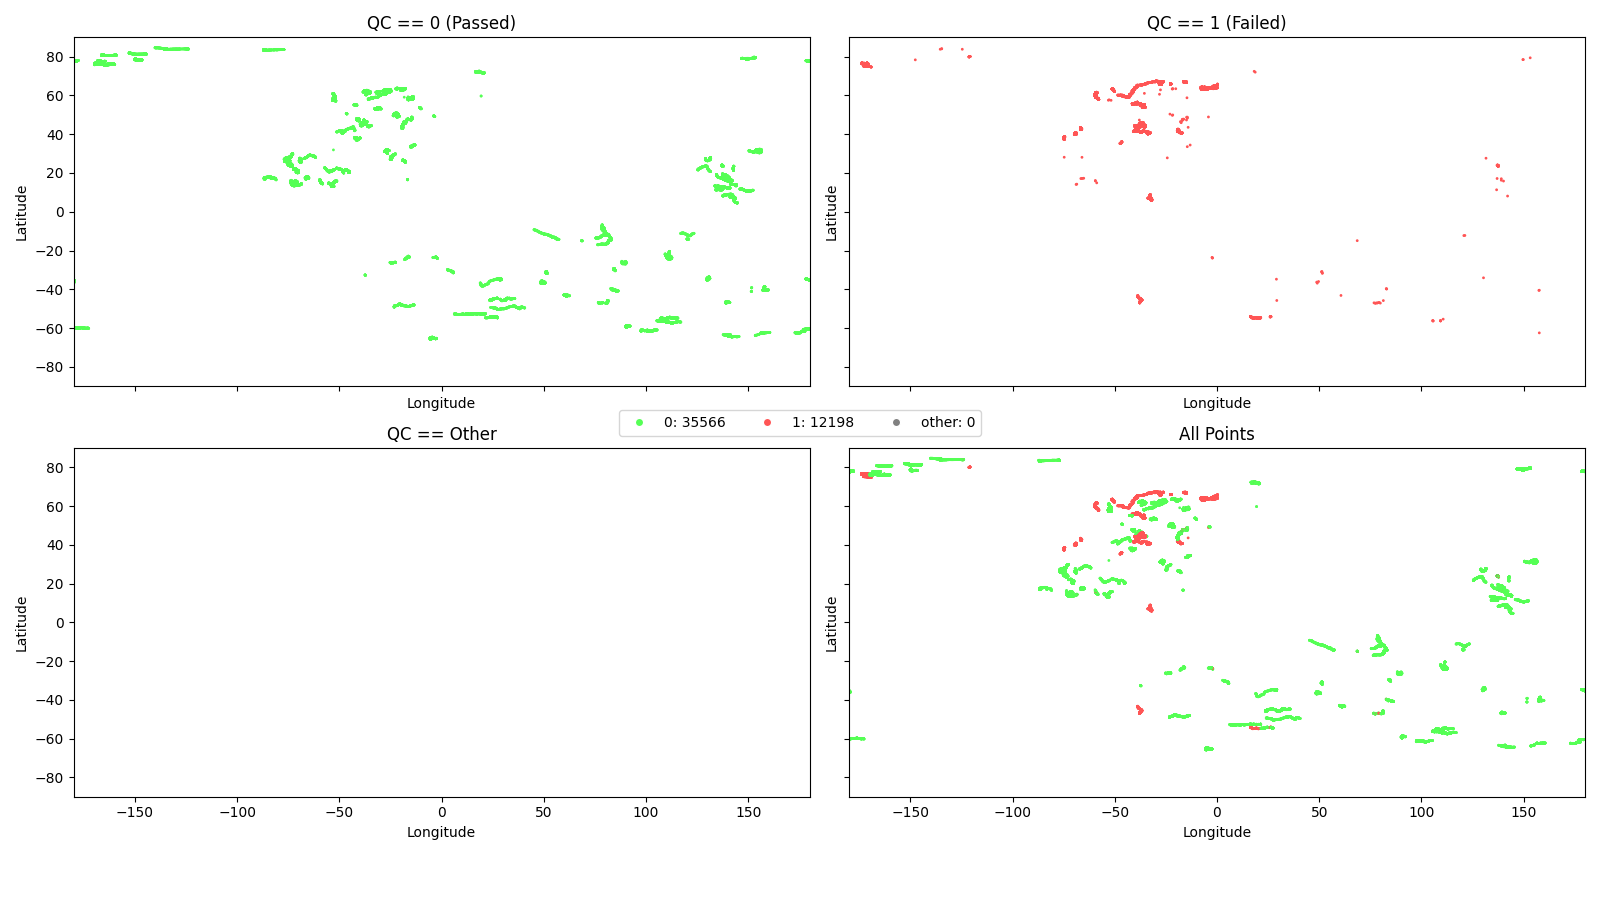 QC == 0 (Passed)
QC == 1 (Failed)
80
60
40
20
0
−20
−40
−60
−80
Latitude
Latitude
Longitude
Longitude
0: 35566
1: 12198
other: 0
QC == Other
All Points
80
60
40
20
0
−20
−40
−60
−80
Latitude
Latitude
−150
−100
−50
0
50
100
150
−150
−100
−50
0
50
100
150
Longitude
Longitude